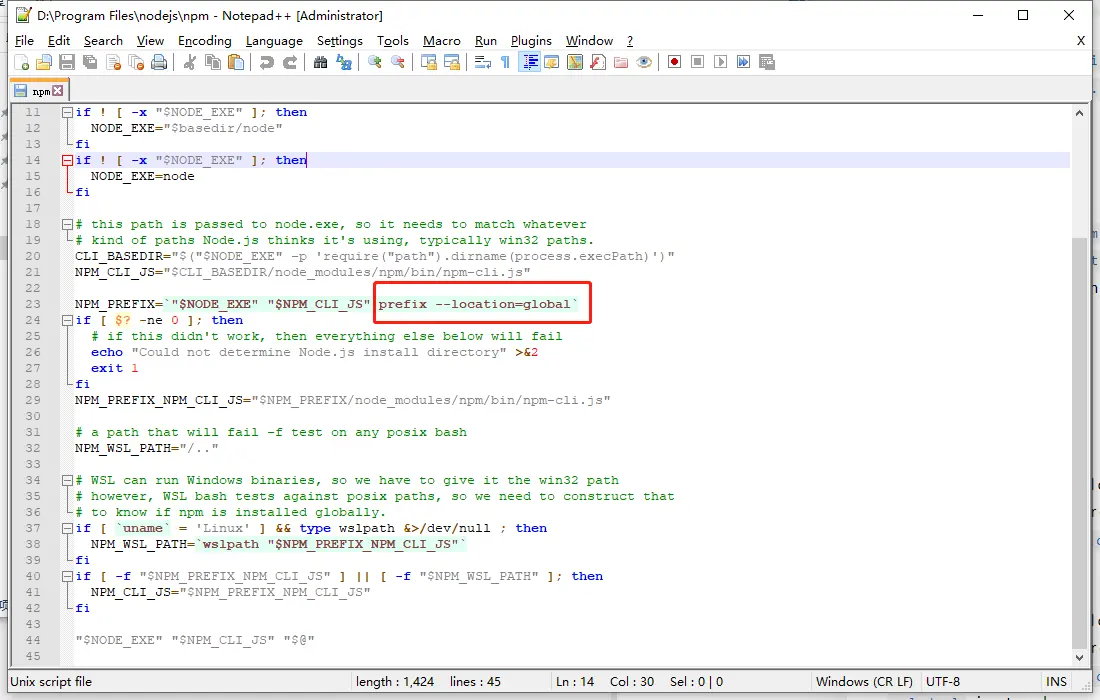 D:\Program Files\nodejs\npm - Notepad++ [Administrator]
File Edit Search View Encoding Language Settings Tools Macro Run Plugins Window ? X
npm
11 if ! [ -x "$NODE_EXE" ]; then
12   NODE_EXE="$basedir/node"
13 fi
14 if ! [ -x "$NODE_EXE" ]; then
15   NODE_EXE=node
16 fi
17
18 # this path is passed to node.exe, so it needs to match whatever
19 # kind of paths Node.js thinks it's using, typically win32 paths.
20 CLI_BASEDIR="$("$NODE_EXE" -p 'require("path").dirname(process.execPath)')"
21 NPM_CLI_JS="$CLI_BASEDIR/node_modules/npm/bin/npm-cli.js"
22
23 NPM_PREFIX=`"$NODE_EXE" "$NPM_CLI_JS" prefix --location=global`
24 if [ $? -ne 0 ]; then
25   # if this didn't work, then everything else below will fail
26   echo "Could not determine Node.js install directory" >&2
27   exit 1
28 fi
29 NPM_PREFIX_NPM_CLI_JS="$NPM_PREFIX/node_modules/npm/bin/npm-cli.js"
30
31 # a path that will fail -f test on any posix bash
32 NPM_WSL_PATH="/.."
33
34 # WSL can run Windows binaries, so we have to give it the win32 path
35 # however, WSL bash tests against posix paths, so we need to construct that
36 # to know if npm is installed globally.
37 if [ `uname` = 'Linux' ] && type wslpath &>/dev/null ; then
38   NPM_WSL_PATH=`wslpath "$NPM_PREFIX_NPM_CLI_JS"`
39 fi
40 if [ -f "$NPM_PREFIX_NPM_CLI_JS" ] || [ -f "$NPM_WSL_PATH" ]; then
41   NPM_CLI_JS="$NPM_PREFIX_NPM_CLI_JS"
42 fi
43
44 "$NODE_EXE" "$NPM_CLI_JS" "$@"
45
Unix script file length : 1,424 lines : 45 Ln : 14 Col : 30 Sel : 0 | 0 Windows (CR LF) UTF-8 INS